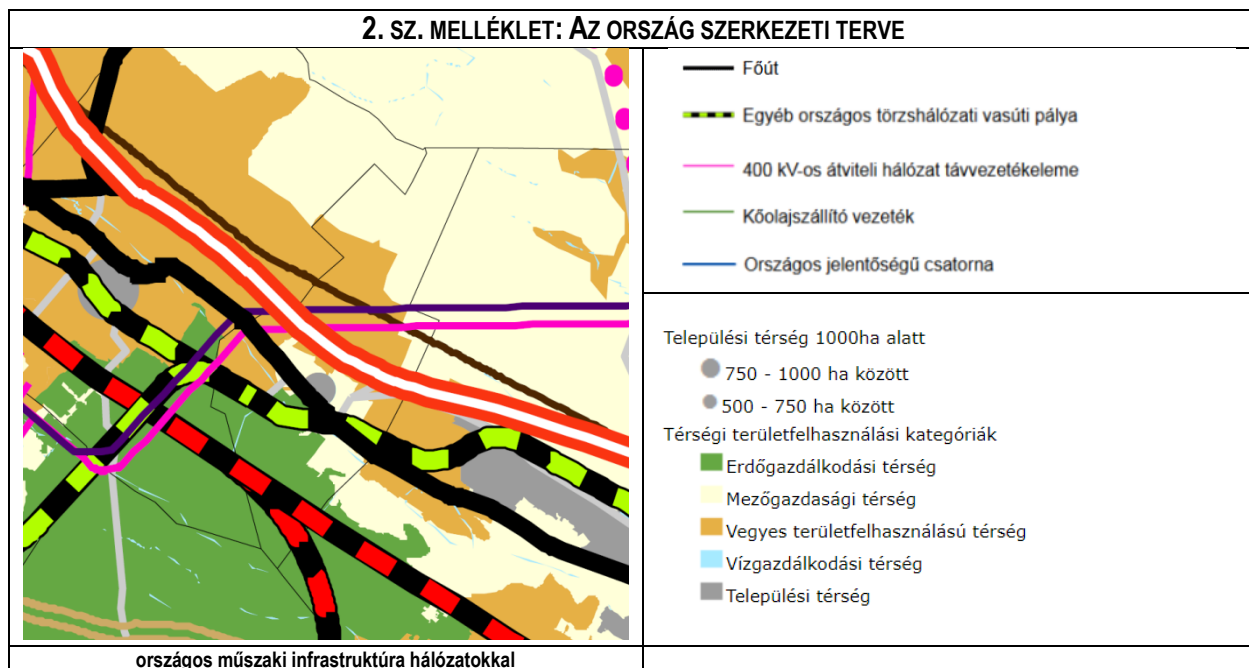 2. SZ. MELLÉKLET: AZ ORSZÁG SZERKEZETI TERVE
Főút
Egyéb országos törzshálózati vasúti pálya
400 kV-os átviteli hálózat távvezetékeleme
Kőolajszállító vezeték
Országos jelentőségű csatorna
Települési térség 1000ha alatt
750 - 1000 ha között
500 - 750 ha között
Térségi területfelhasználási kategóriák
Erdőgazdálkodási térség
Mezőgazdasági térség
Vegyes területfelhasználású térség
Vízgazdálkodási térség
Települési térség
országos műszaki infrastruktúra hálózatokkal